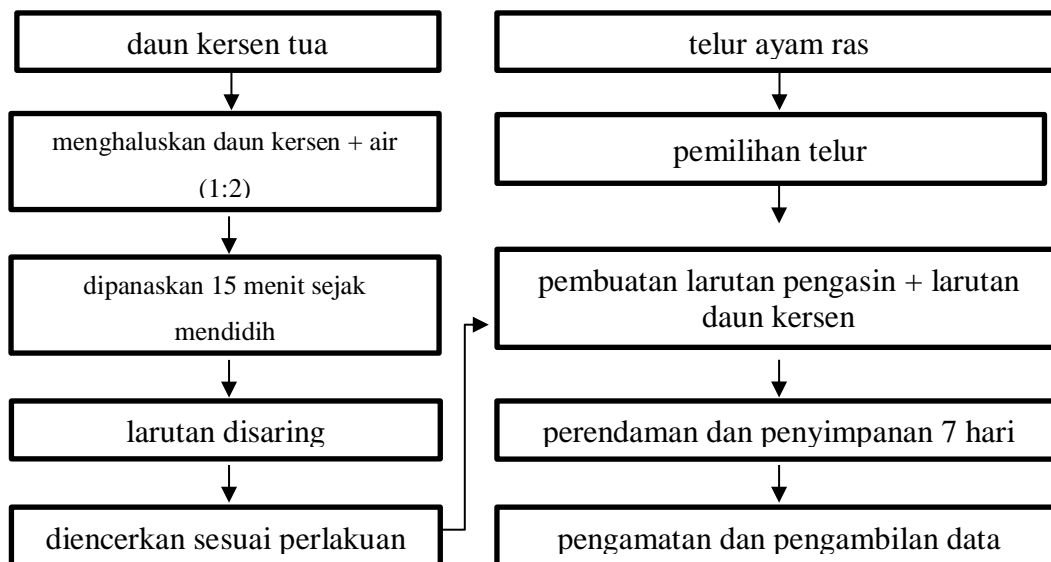 daun kersen tua
menghaluskan daun kersen + air
(1:2)
dipanaskan 15 menit sejak
mendidih
larutan disaring
diencerkan sesuai perlakuan
telur ayam ras
pemilihan telur
pembuatan larutan pengasin + larutan
daun kersen
perendaman dan penyimpanan 7 hari
pengamatan dan pengambilan data